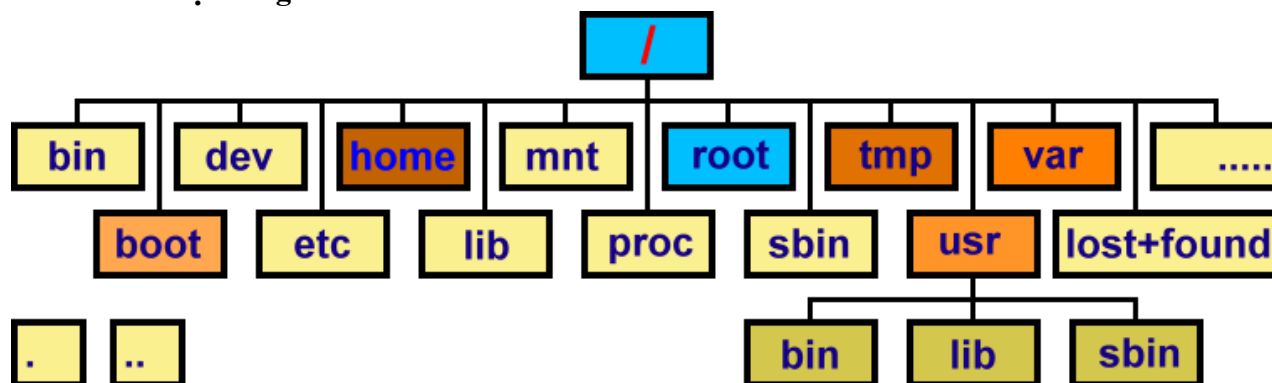 /
bin dev home mnt root tmp var .....
boot etc lib proc sbin usr lost+found
. .. bin lib sbin